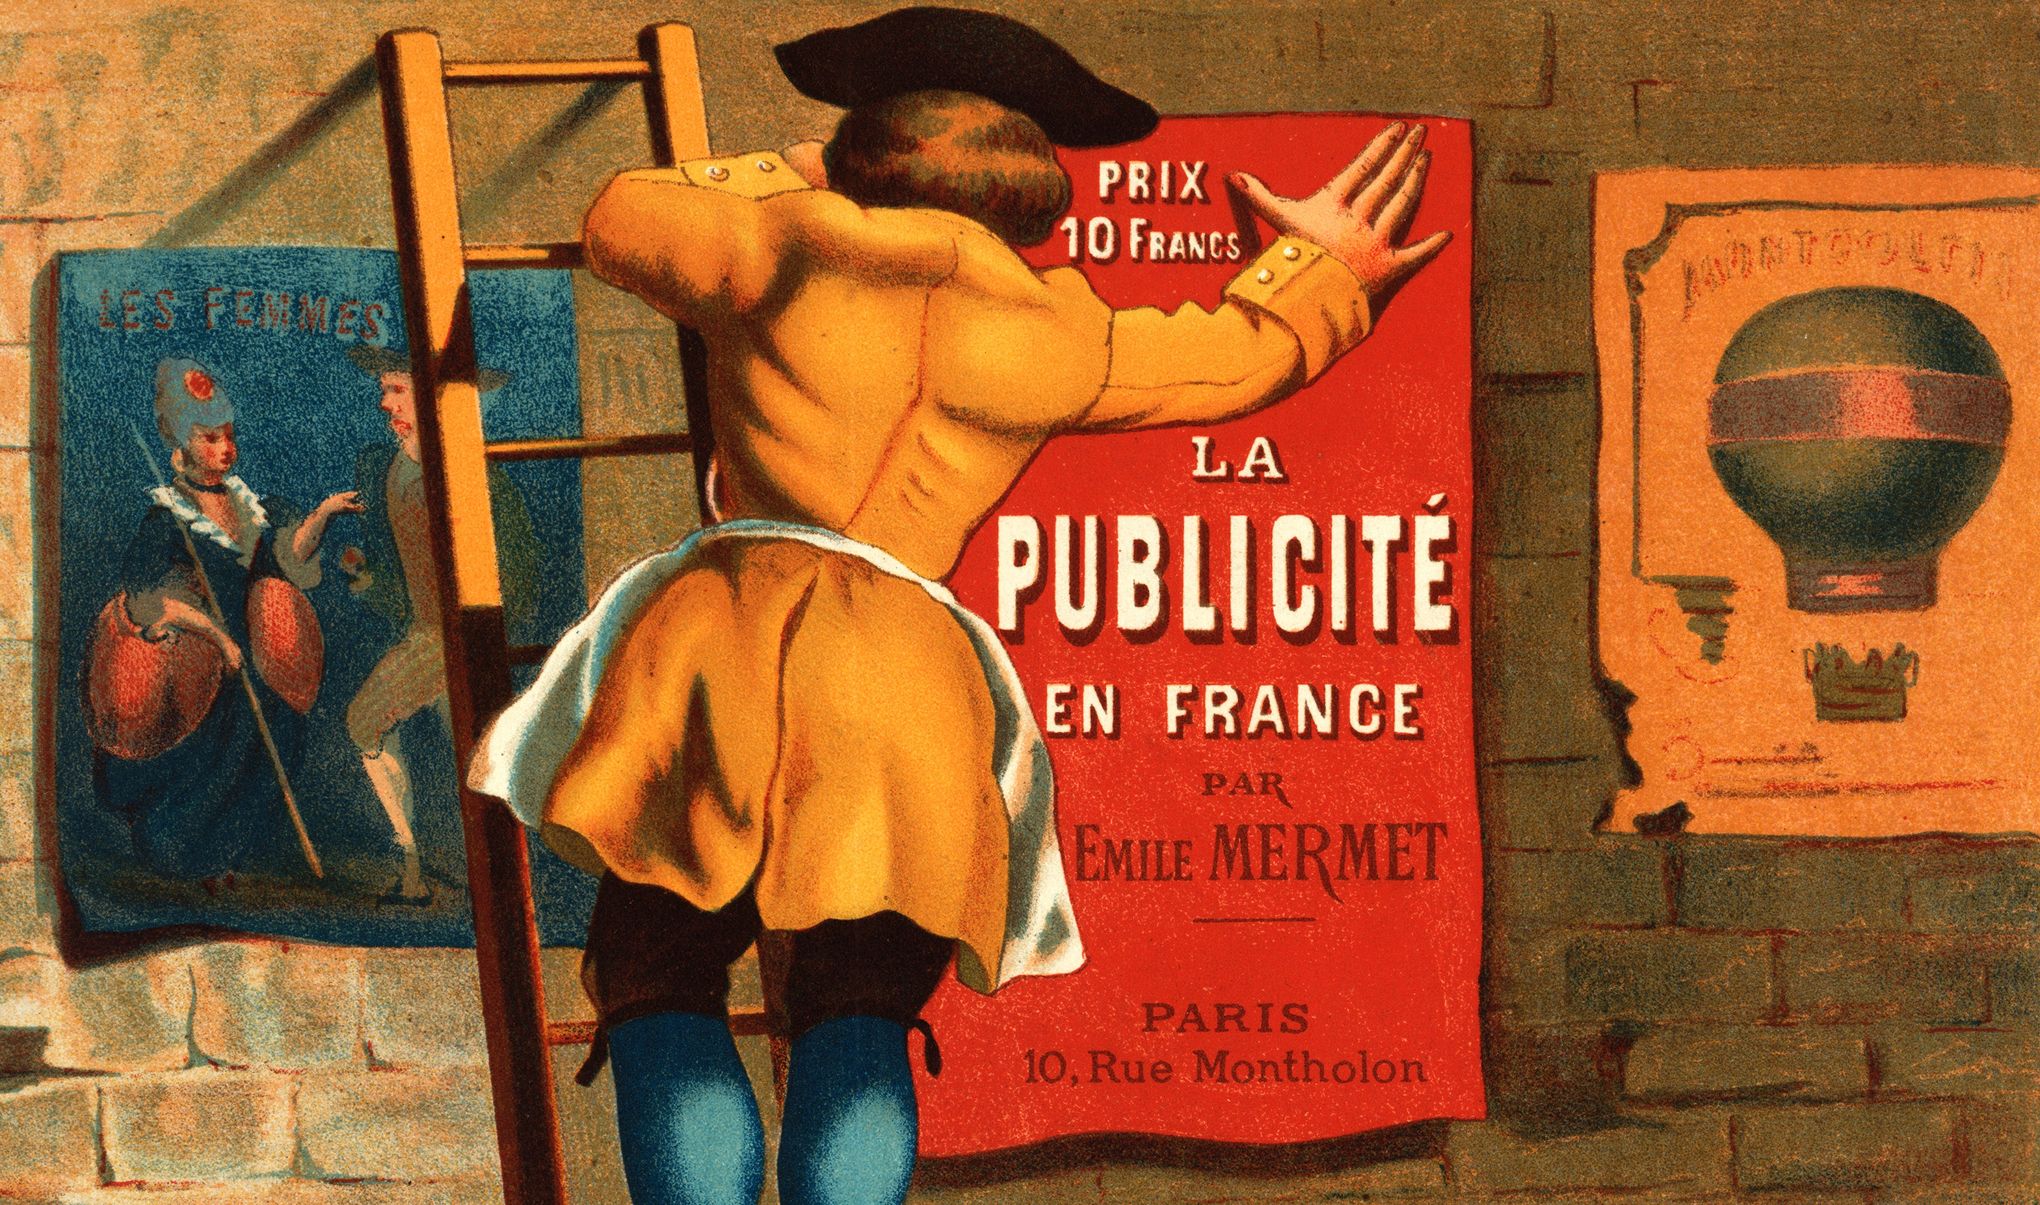 LES FEMMES
PRIX
10 FRANCS
LA
PUBLICITÉ
EN FRANCE
PAR
EMILE MERMET
PARIS
10, Rue Montholon